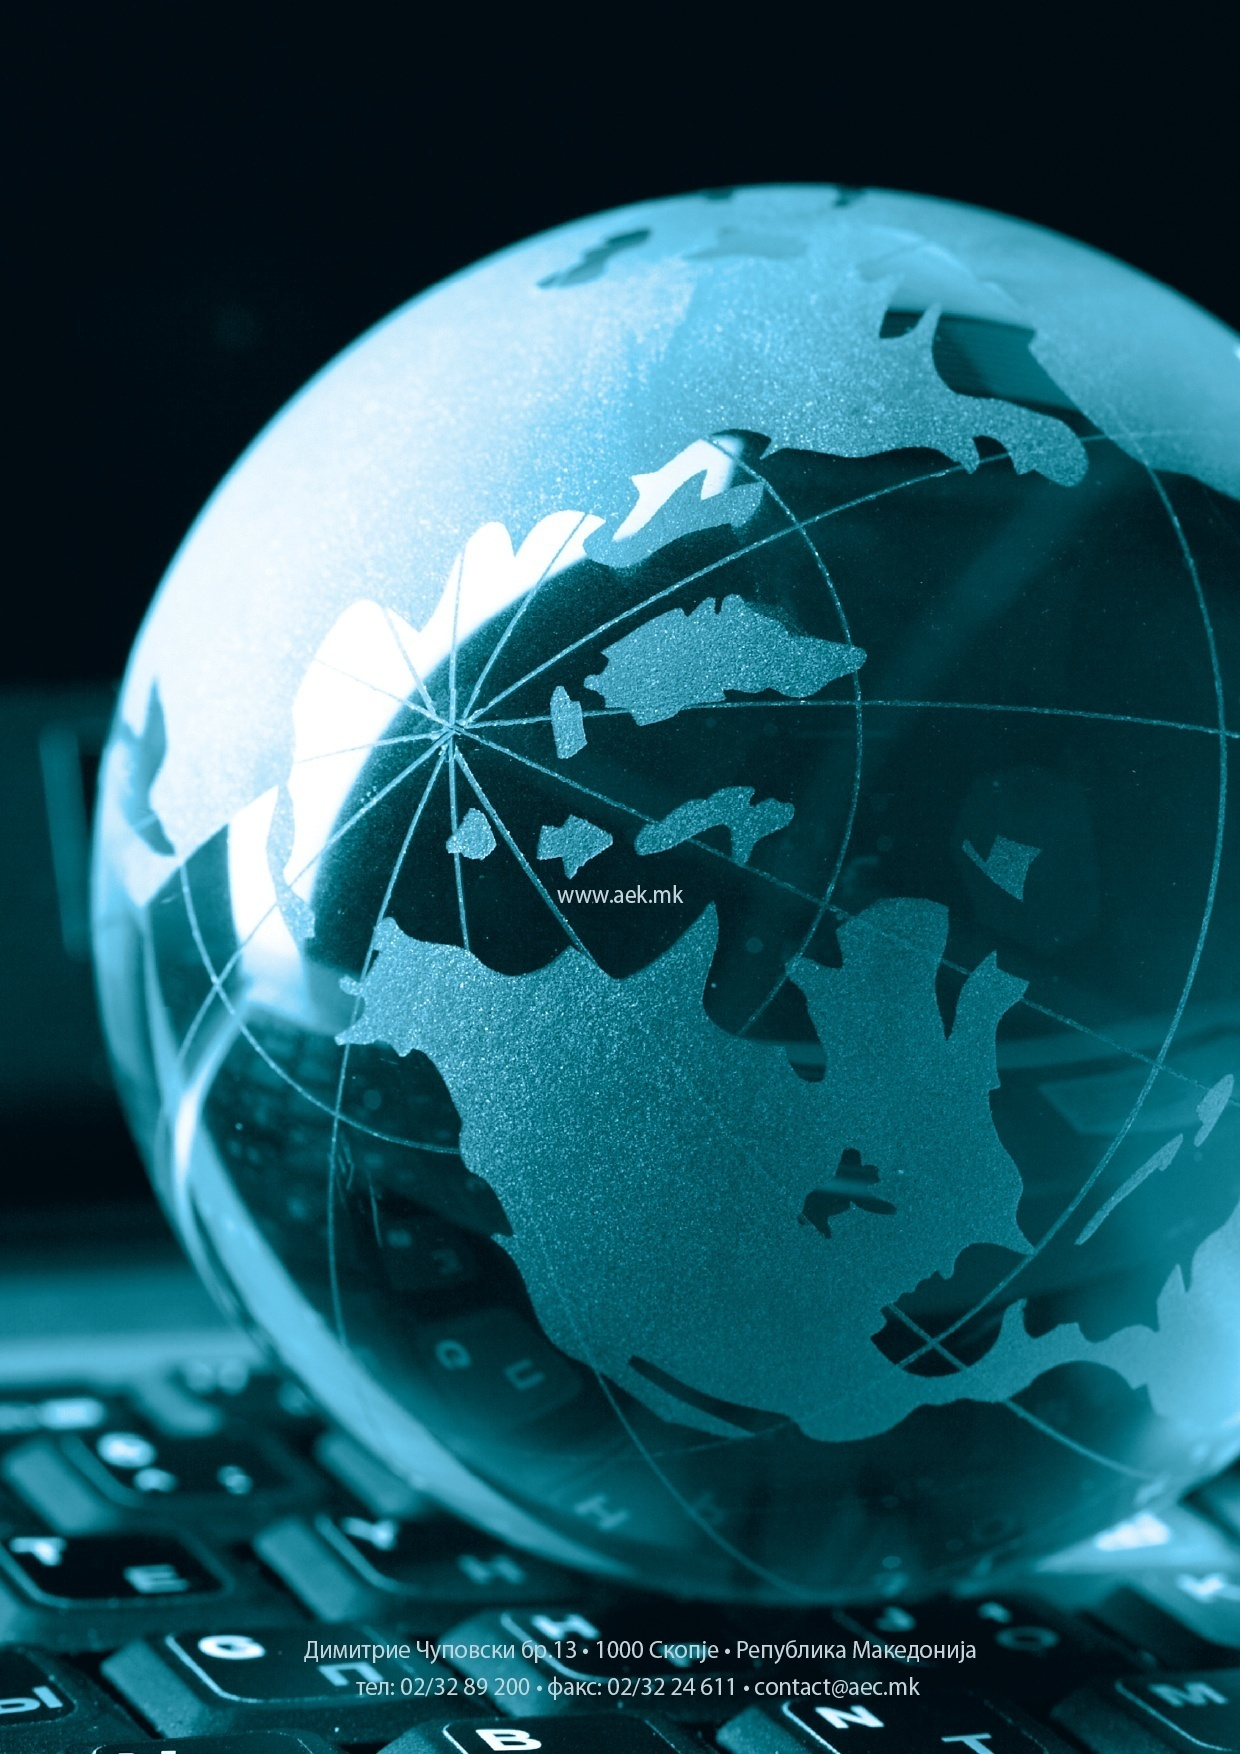 www.aek.mk
Димитрие Чуповски бр.13 • 1000 Скопје • Република Македонија
тел: 02/32 89 200 • факс: 02/32 24 611 • contact@aec.mk